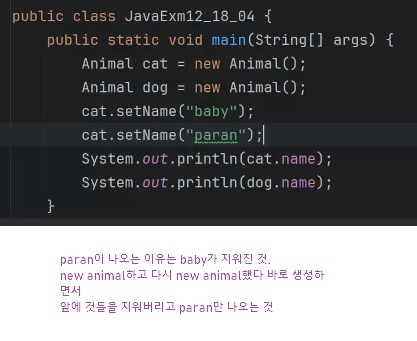 public class JavaExm12_18_04 {
public static void main(String[] args) {
Animal cat = new Animal();
Animal dog = new Animal();
cat.setName("baby");
cat.setName("paran");
System.out.println(cat.name);
System.out.println(dog.name);
}
paran이 나오는 이유는 baby가 지워진 것.
new animal하고 다시 new animal했다 바로 생성하
면서
앞에 것들을 지워버리고 paran만 나오는 것